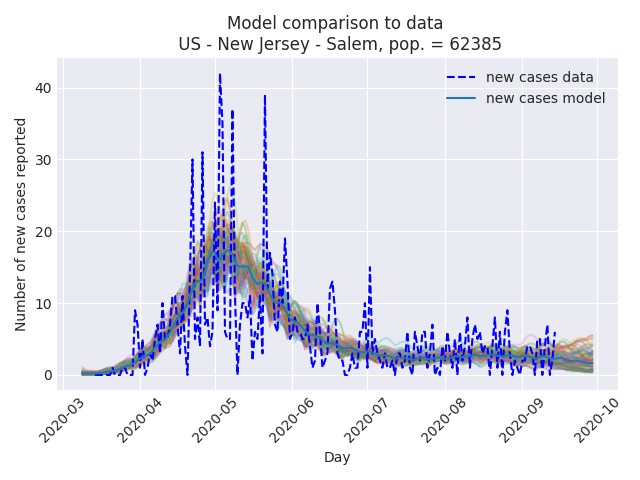 Model comparison to data
US - New Jersey - Salem, pop. = 62385
new cases data
new cases model
Number of new cases reported
40
30
20
10
0
2020-03
2020-04
2020-05
2020-06
2020-07
2020-08
2020-09
2020-10
Day